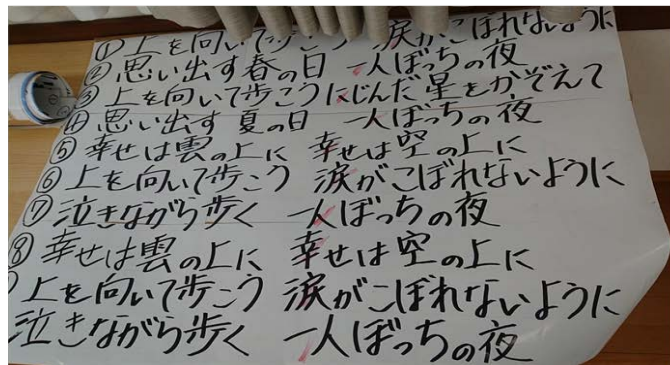 ① 上を向いて歩こう 涙がこぼれないように
② 思い出す春の日 一人ぼっちの夜
③ 上を向いて歩こう にじんだ星をかぞえて
④ 思い出す夏の日 一人ぼっちの夜
⑤ 幸せは雲の上に 幸せは空の上に
⑥ 上を向いて歩こう 涙がこぼれないように
⑦ 泣きながら歩く 一人ぼっちの夜
⑧ 幸せは雲の上に 幸せは空の上に
上を向いて歩こう 涙がこぼれないように
泣きながら歩く 一人ぼっちの夜